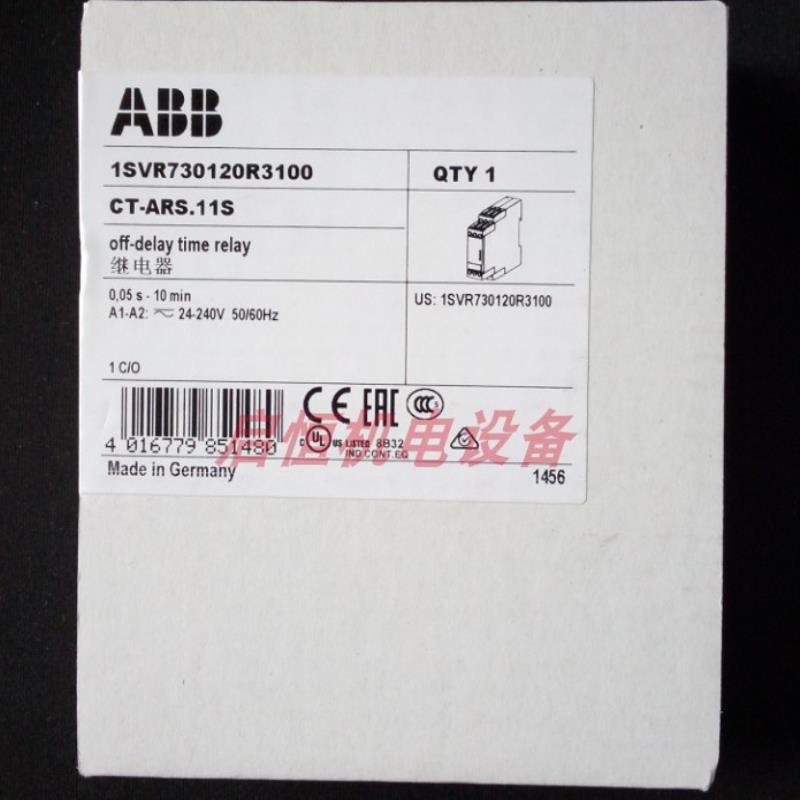 ABB
1SVR730120R3100
QTY 1
CT-ARS.11S
off-delay time relay
继电器
0,05 s - 10 min
A1-A2: 24-240V 50/60Hz
US: 1SVR730120R3100
1 C/O
CE EAC CCC S
C UL US LISTED 8B32
IND.CONT.EQ
4 016779 851480
启恒机电设备
Made in Germany
1456